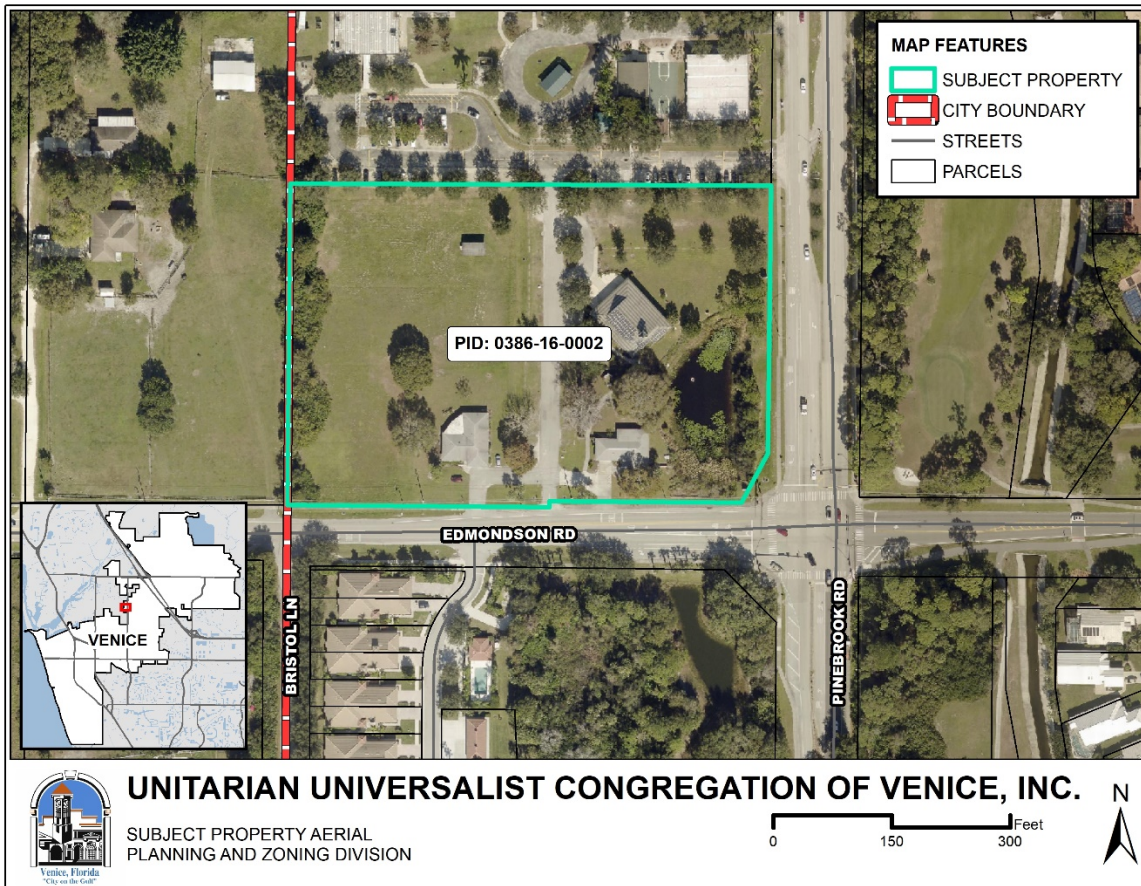 MAP FEATURES
SUBJECT PROPERTY
CITY BOUNDARY
STREETS
PARCELS
PID: 0386-16-0002
EDMONDSON RD
BRISTOL LN
PINEBROOK RD
VENICE
UNITARIAN UNIVERSALIST CONGREGATION OF VENICE, INC.
SUBJECT PROPERTY AERIAL
PLANNING AND ZONING DIVISION
Venice, Florida
"City on the Gulf"
Feet
0 150 300
N